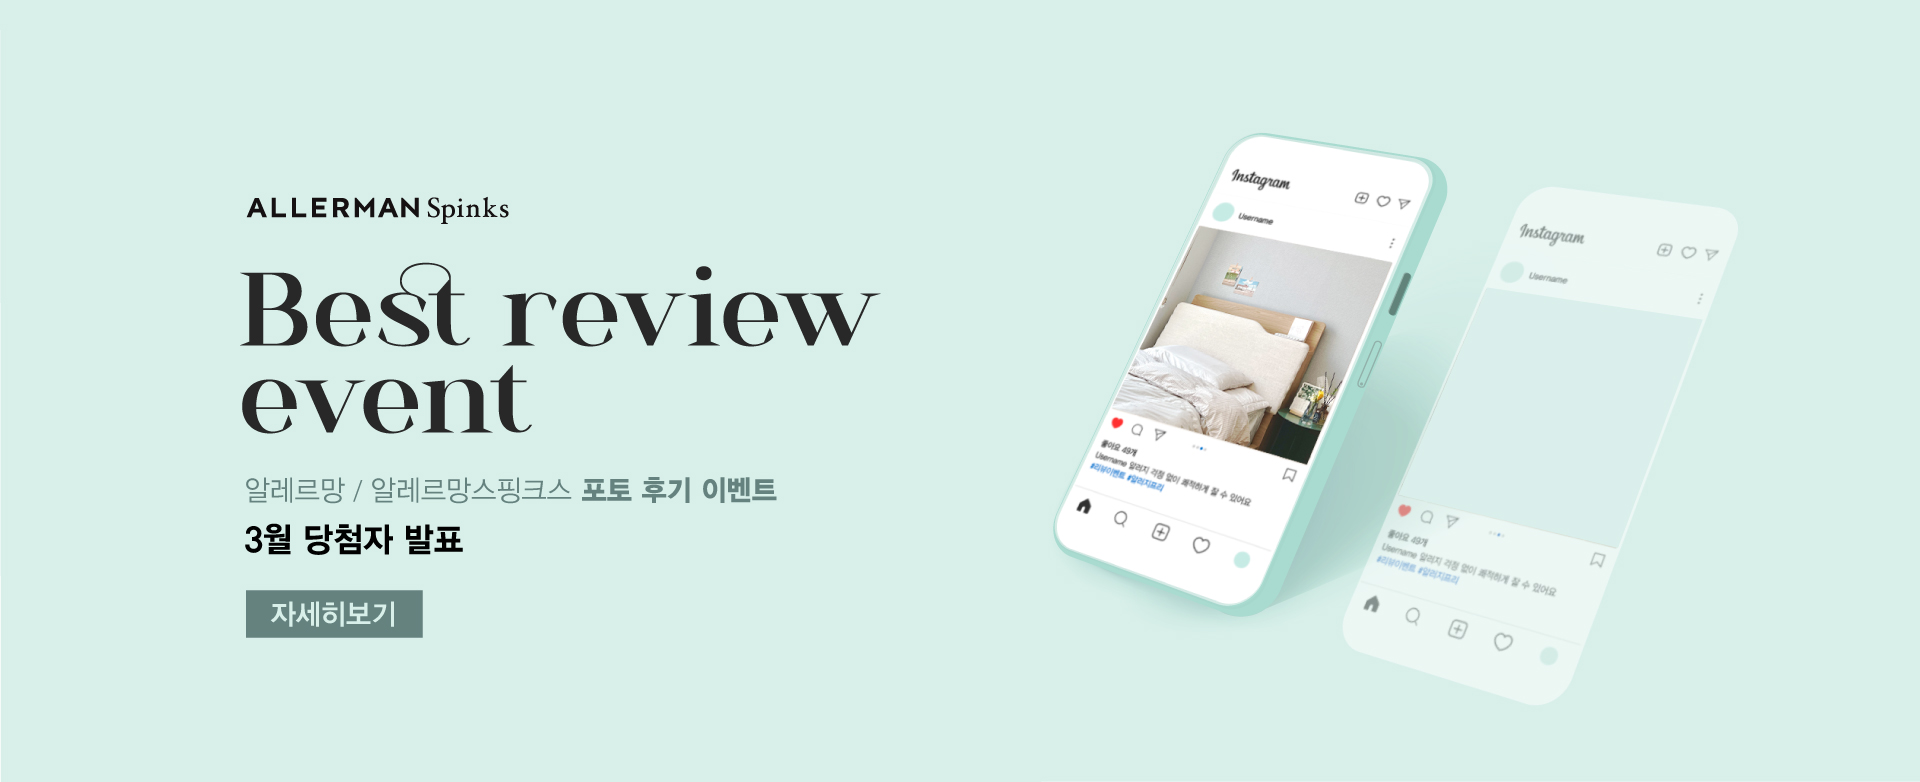 ALLERMAN Spinks
Best review
event
알레르망 / 알레르망스핑크스 포토 후기 이벤트
3월 당첨자 발표
자세히보기
Instagram
Username
좋아요 49개
Username 알러지 걱정 없이 쾌적하게 잘 수 있어요
#리뷰이벤트 #알러지프리
Instagram
Username
좋아요 49개
Username 알러지 걱정 없이 쾌적하게 잘 수 있어요
#리뷰이벤트 #알러지프리